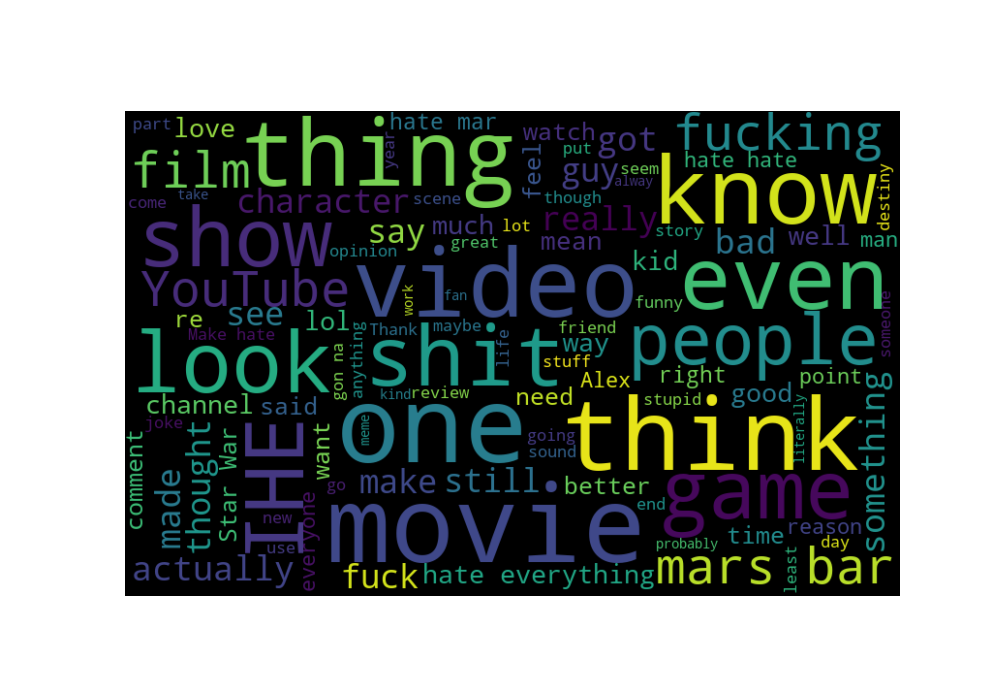 part
love
hate mar
watch
got
fucking
film
thing
year
feel
put
guy
seem
hate hate
know
destiny
come
take
character
scene
though
alway
really
story
show
say
much
lot
great
mean
bad
well
man
opinion
YouTube
video
work
fan
kid
funny
even
re
see
lol
Thank
maybe
life
friend
way
people
someone
Make hate
look
gon na
anything
shit
stuff
kind
review
need
Alex
right
stupid
good
point
channel
said
joke
one
meme
going
sound
think
literally
something
comment
made
thought
Star War
IHE
want
new
use
everyone
go
make
still
better
end
game
movie
probably
time
reason
day
least
actually
fuck
hate everything
mars bar